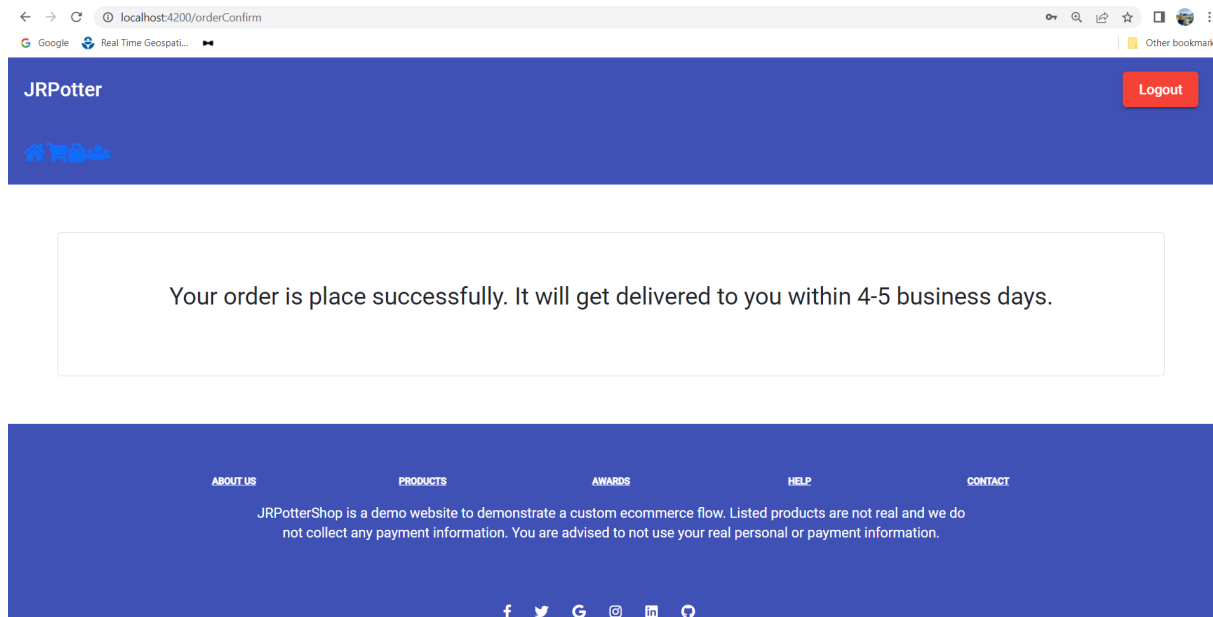 localhost:4200/orderConfirm
Google Real Time Geospati... Other bookmark
JRPotter Logout
Your order is place successfully. It will get delivered to you within 4-5 business days.
ABOUT US PRODUCTS AWARDS HELP CONTACT
JRPotterShop is a demo website to demonstrate a custom ecommerce flow. Listed products are not real and we do
not collect any payment information. You are advised to not use your real personal or payment information.